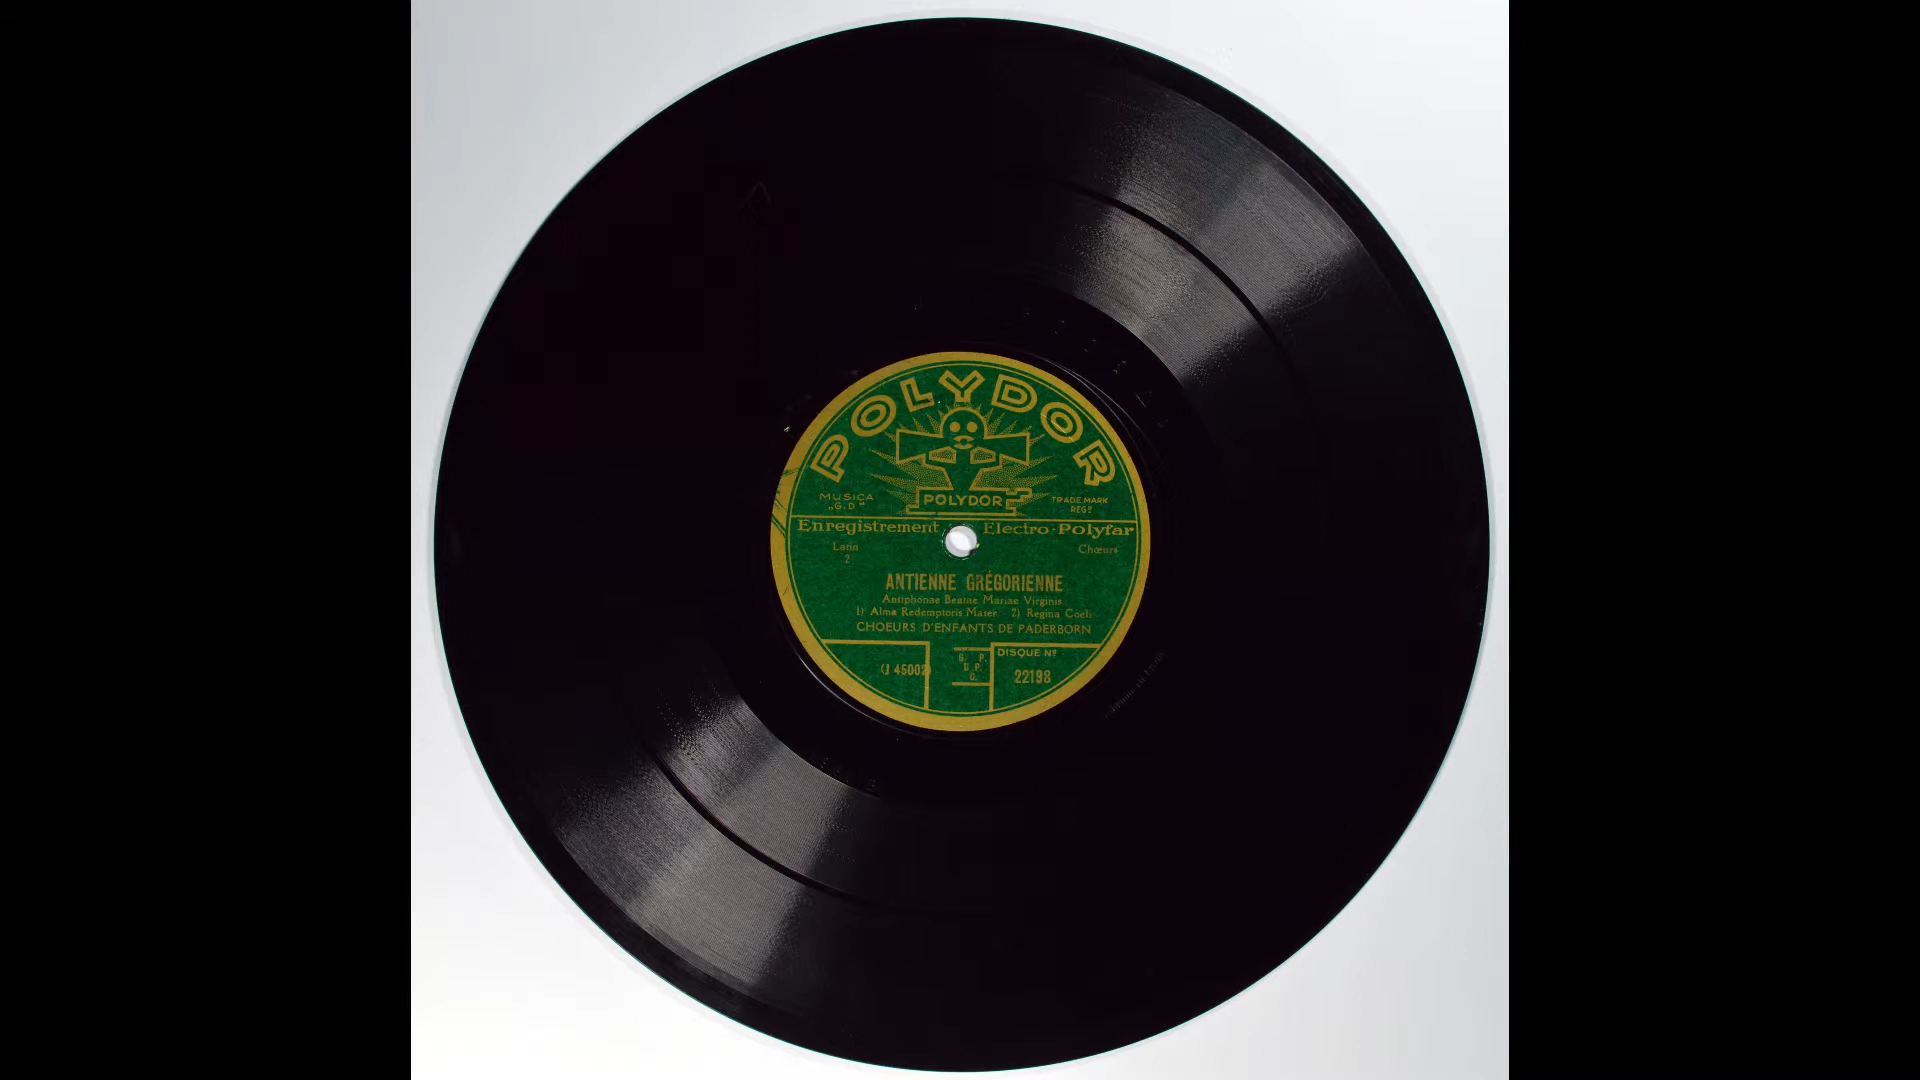 POLYDOR
POLYDOR
MUSICA
„G.D“
TRADE MARK
REGD
Enregistrement Electro-Polyfar
Latin
2
Chœurs
ANTIENNE GRÉGORIENNE
Antiphonae Beatae Mariae Virginis
1) Alma Redemptoris Mater 2) Regina Coeli
CHOEURS D'ENFANTS DE PADERBORN
(J 45002)
G. P.
D.P.
O.
DISQUE No
22198